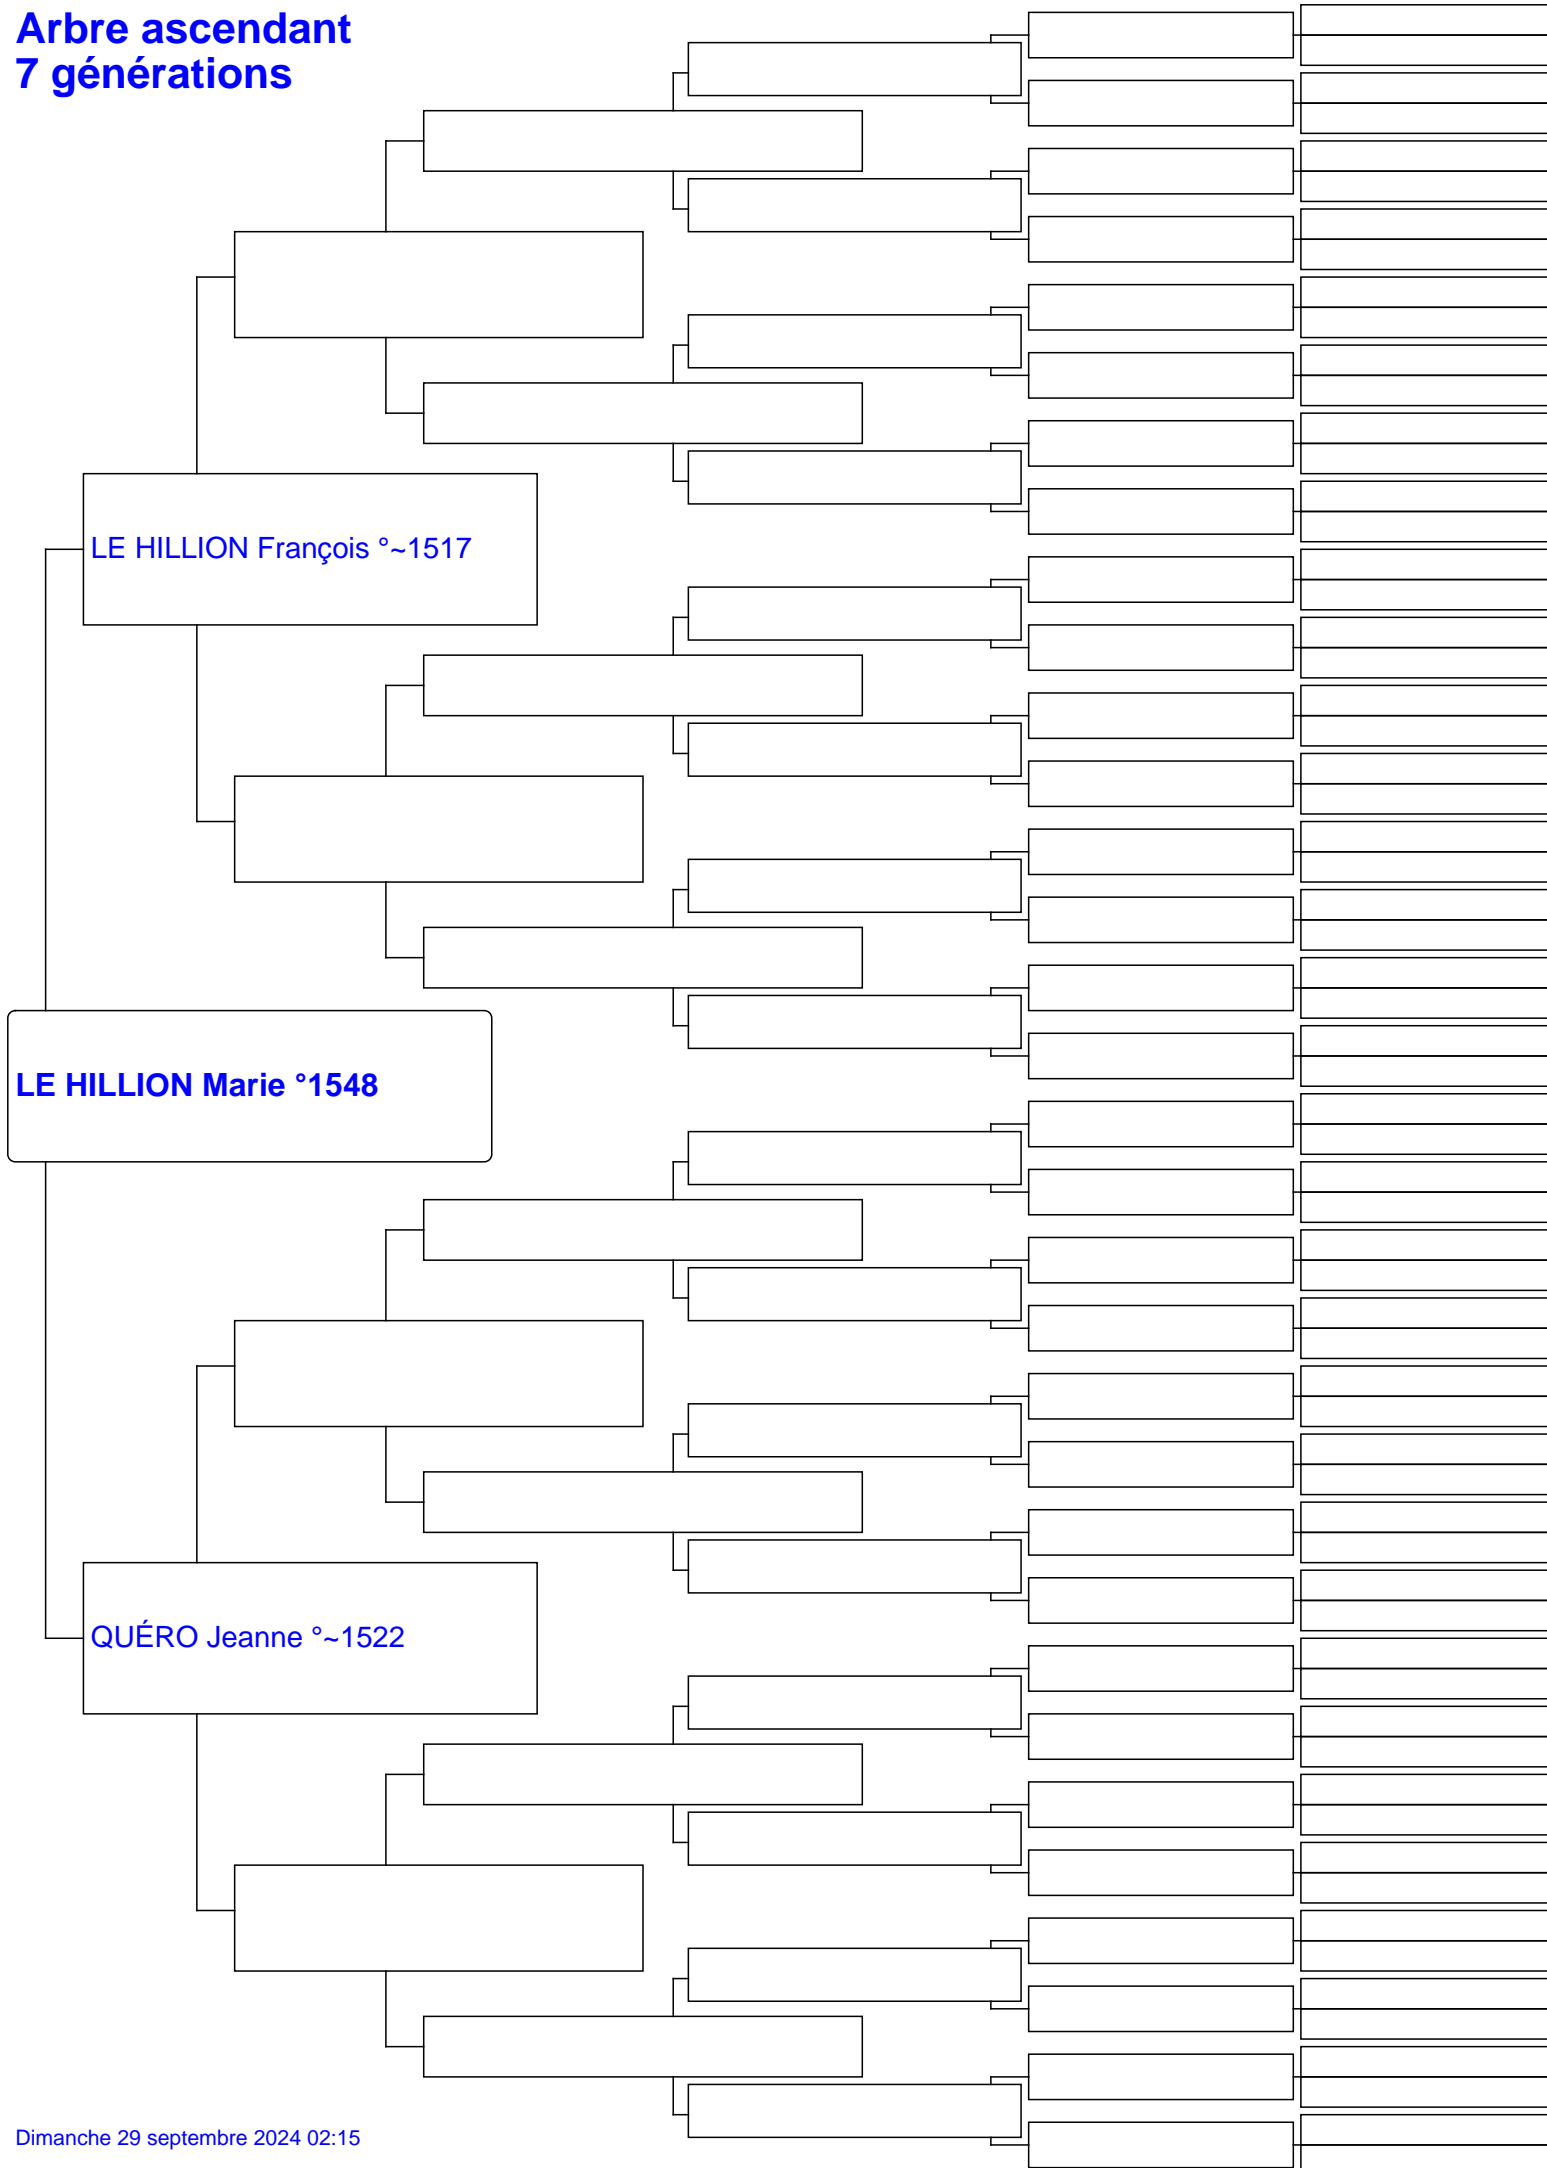 Arbre ascendant
7 générations
LE HILLION François °~1517
LE HILLION Marie °1548
QUÉRO Jeanne °~1522
Dimanche 29 septembre 2024 02:15